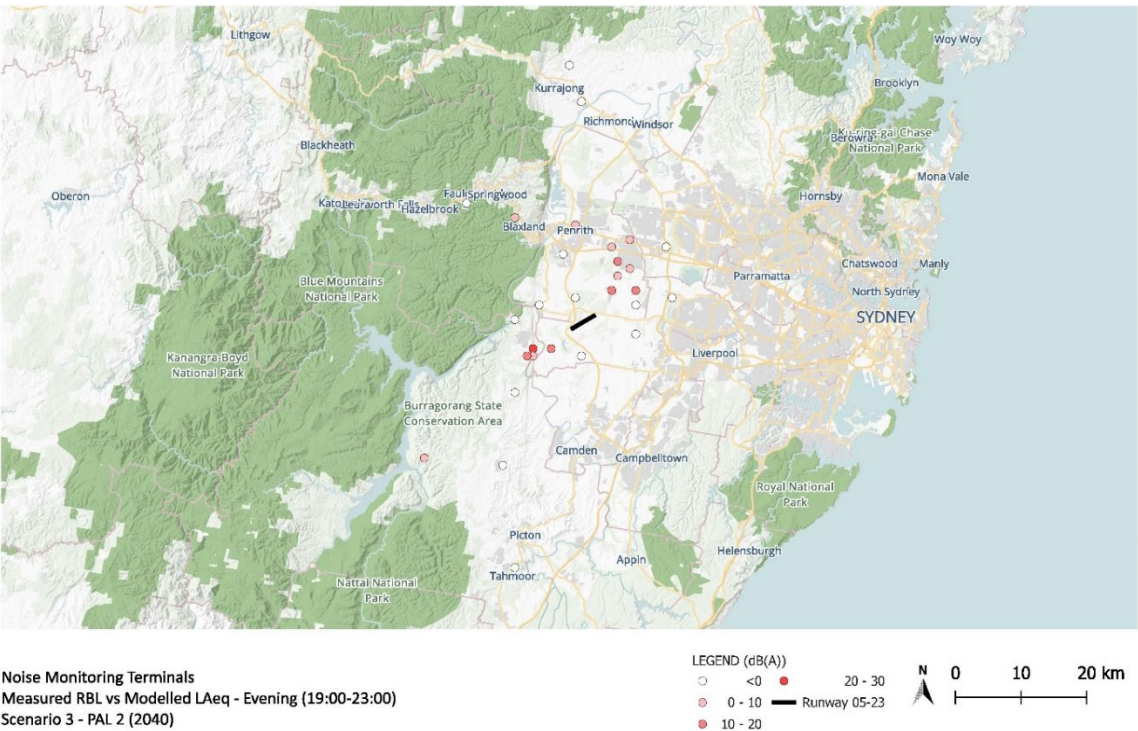 Woy Woy
Lithgow
Brooklyn
Kurrajong
Richmond
Windsor
Berowra
Ku-ring-gai Chase
National Park
Blackheath
Mona Vale
Oberon
Springwood
Hornsby
Hazelbrook
Blaxland
Penrith
Chatswood
Manly
Parramatta
Blue Mountains
National Park
North Sydney
SYDNEY
Kanangra-Boyd
National Park
Liverpool
Burragorang State
Conservation Area
Camden
Campbelltown
Royal National
Park
Picton
Helensburgh
Appin
Tahmoor
Nattai National
Park
LEGEND (dB(A))
<0
20 - 30
0 - 10
Runway 05-23
10 - 20
N
0 10 20 km
Noise Monitoring Terminals
Measured RBL vs Modelled LAeq - Evening (19:00-23:00)
Scenario 3 - PAL 2 (2040)